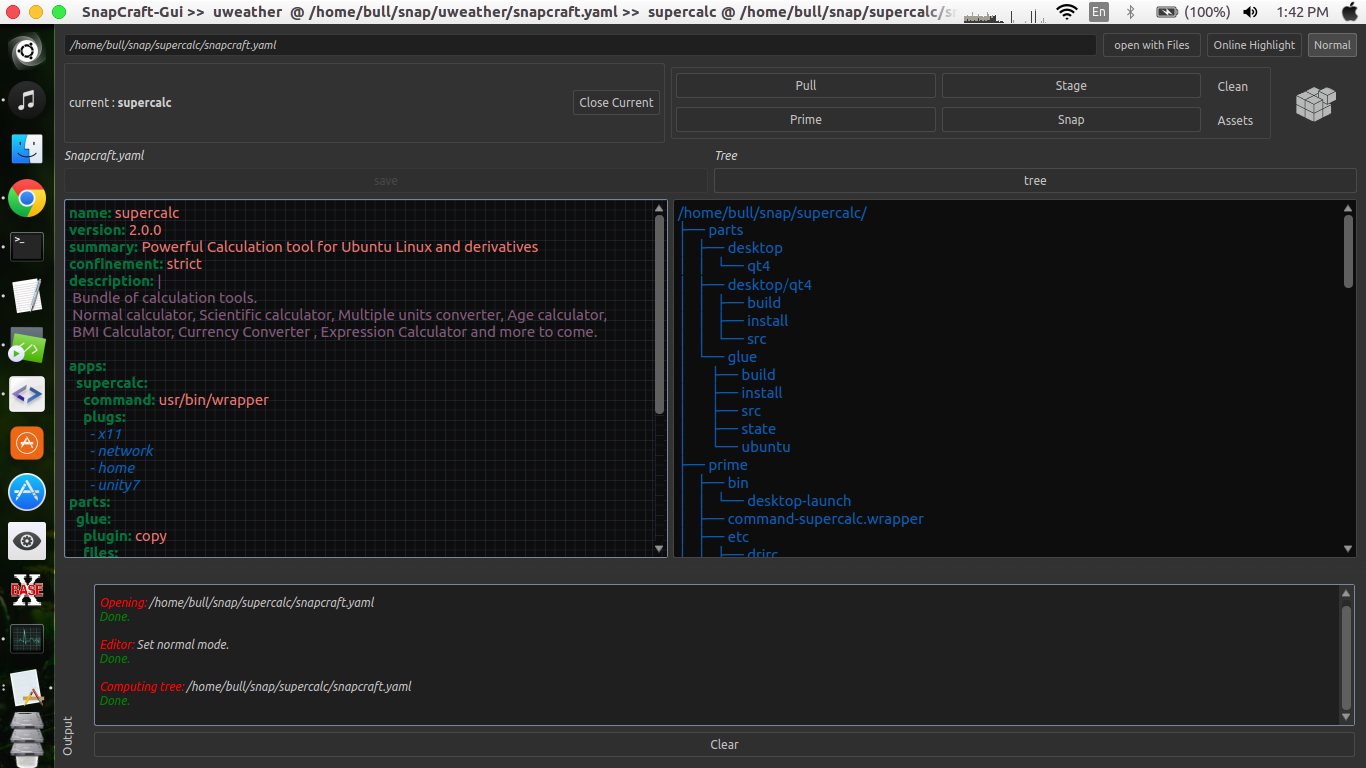 SnapCraft-Gui >> uweather @ /home/bull/snap/uweather/snapcraft.yaml >> supercalc @ /home/bull/snap/supercalc/
En
(100%)
1:42 PM
/home/bull/snap/supercalc/snapcraft.yaml
open with Files
Online Highlight
Normal
current : supercalc
Close Current
Pull
Stage
Clean
Prime
Snap
Assets
Snapcraft.yaml
Tree
save
tree
name: supercalc
version: 2.0.0
summary: Powerful Calculation tool for Ubuntu Linux and derivatives
confinement: strict
description: |
Bundle of calculation tools.
Normal calculator, Scientific calculator, Multiple units converter, Age calculator,
BMI Calculator, Currency Converter , Expression Calculator and more to come.
apps:
supercalc:
command: usr/bin/wrapper
plugs:
- x11
- network
- home
- unity7
parts:
glue:
plugin: copy
files:
/home/bull/snap/supercalc/
├── parts
│   ├── desktop
│   │   └── qt4
│   ├── desktop/qt4
│   │   ├── build
│   │   ├── install
│   │   └── src
│   └── glue
│       ├── build
│       ├── install
│       ├── src
│       ├── state
│       └── ubuntu
├── prime
│   ├── bin
│   │   └── desktop-launch
│   ├── command-supercalc.wrapper
│   ├── etc
│   │   ├── drirc
X
BASE
Output
Opening: /home/bull/snap/supercalc/snapcraft.yaml
Done.
Editor: Set normal mode.
Done.
Computing tree: /home/bull/snap/supercalc/snapcraft.yaml
Done.
Clear